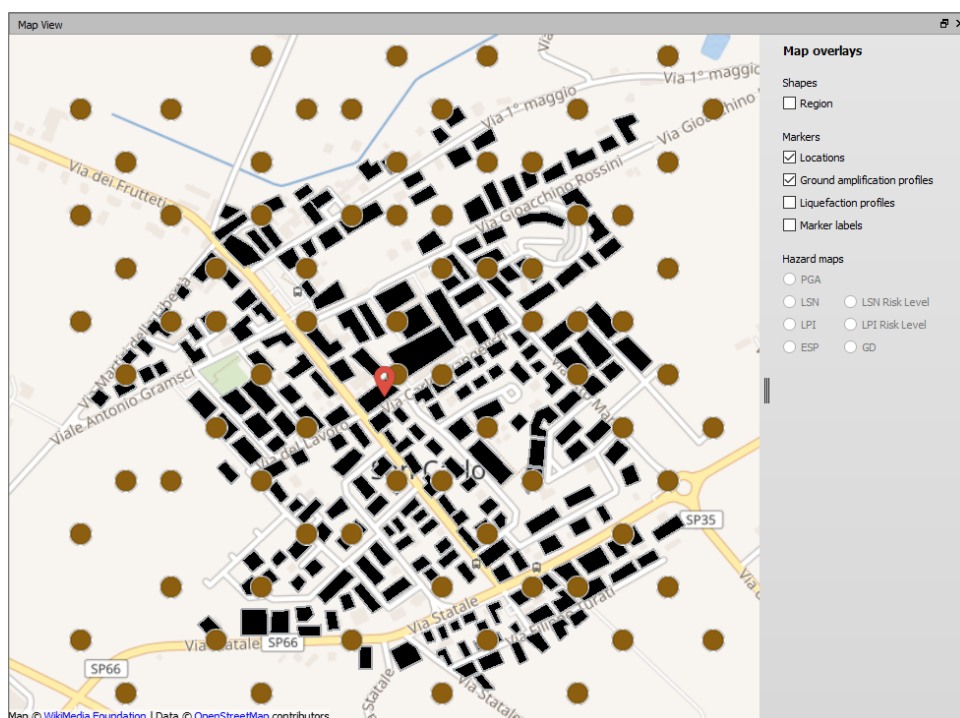 Map View
Map overlays
Shapes
Region
Markers
Locations
Ground amplification profiles
Liquefaction profiles
Marker labels
Hazard maps
PGA
LSN
LSN Risk Level
LPI
LPI Risk Level
ESP
GD
Via 1° maggio
Via 1° maggio
Via Gioacchino Rossini
Via dei Frutteti
Viale Antonio Gramsci
Via del Lavoro
SP35
Via Statale
Via Statale
SP66
SP66
Via Statale
Statale
Map © WikiMedia Foundation | Data © OpenStreetMap contributors